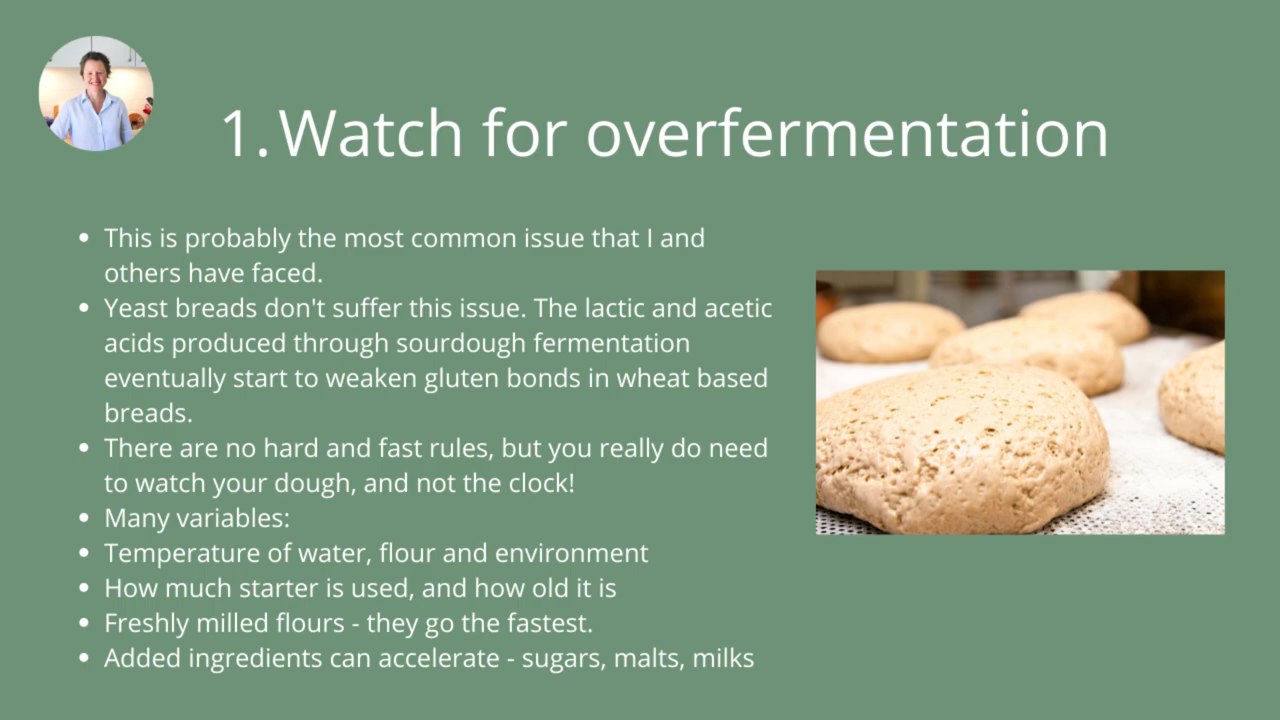 1. Watch for overfermentation
• This is probably the most common issue that I and
others have faced.
• Yeast breads don't suffer this issue. The lactic and acetic
acids produced through sourdough fermentation
eventually start to weaken gluten bonds in wheat based
breads.
• There are no hard and fast rules, but you really do need
to watch your dough, and not the clock!
• Many variables:
• Temperature of water, flour and environment
• How much starter is used, and how old it is
• Freshly milled flours - they go the fastest.
• Added ingredients can accelerate - sugars, malts, milks